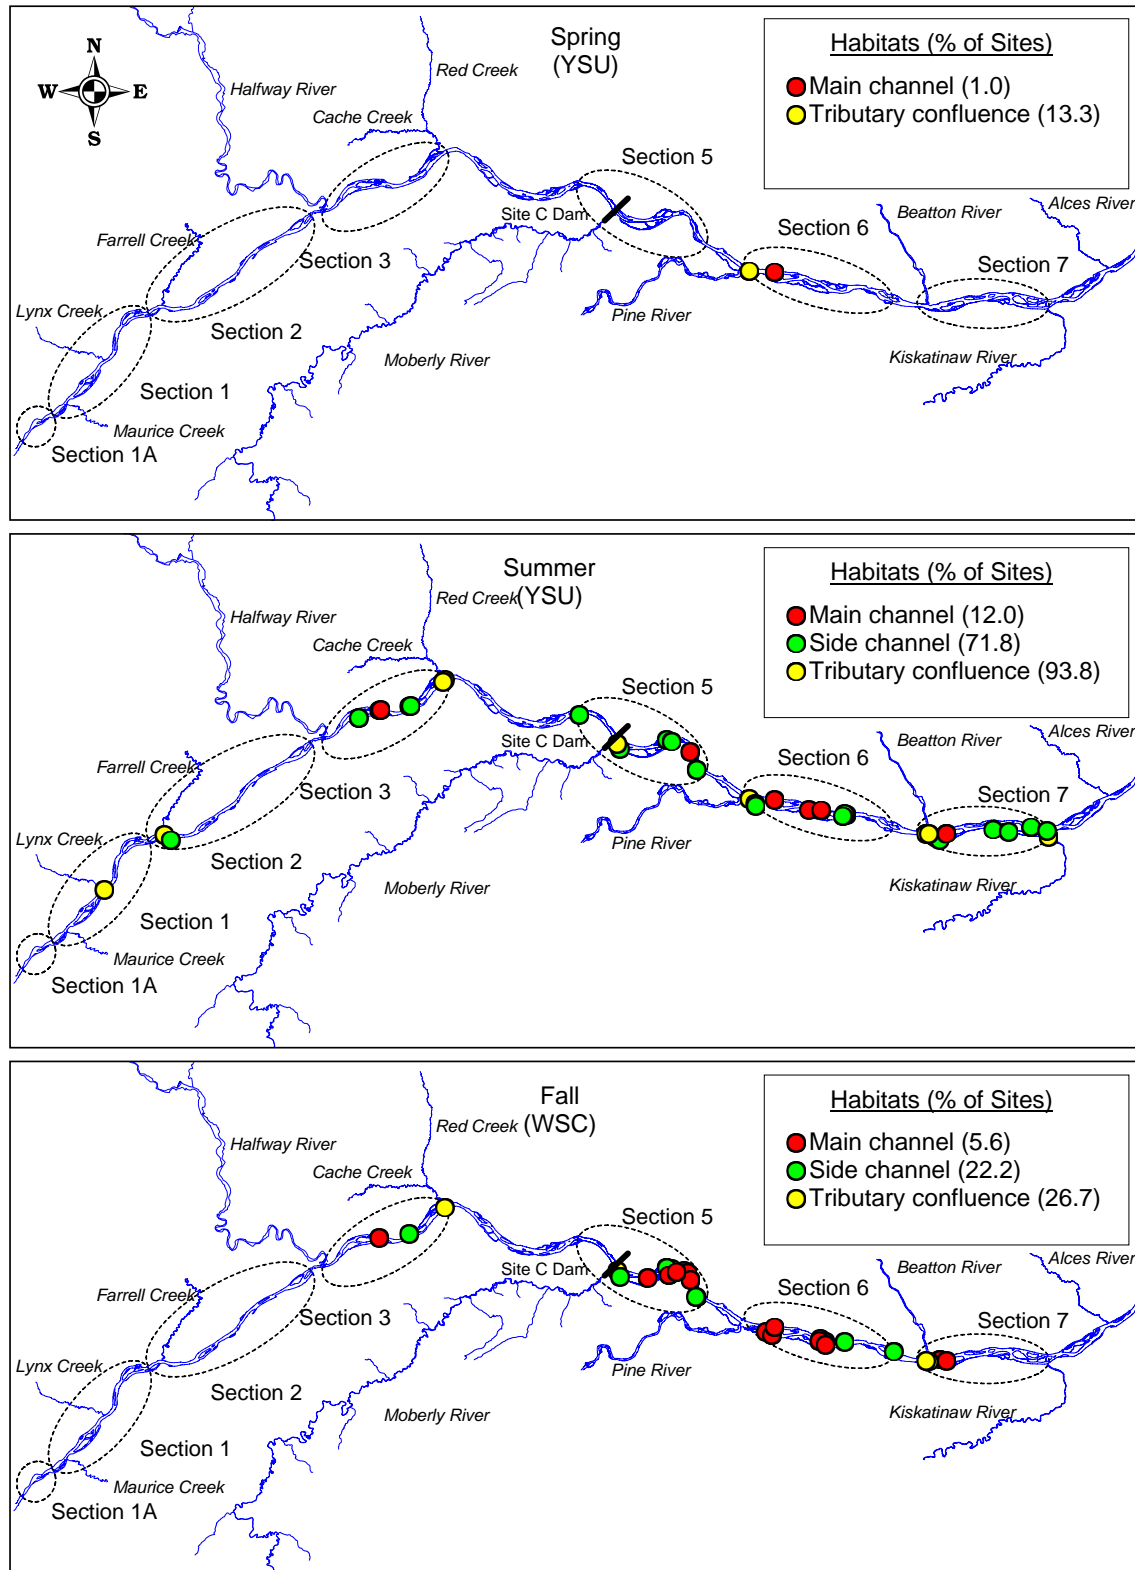 Spring
(YSU)
Habitats (% of Sites)
Main channel (1.0)
Tributary confluence (13.3)
N
W
E
S
Halfway River
Red Creek
Cache Creek
Section 5
Site C Dam
Beatton River
Alces River
Section 6
Section 7
Farrell Creek
Section 3
Lynx Creek
Section 2
Pine River
Moberly River
Kiskatinaw River
Section 1
Maurice Creek
Section 1A
Summer
(YSU)
Habitats (% of Sites)
Main channel (12.0)
Side channel (71.8)
Tributary confluence (93.8)
Halfway River
Red Creek
Cache Creek
Section 5
Site C Dam
Beatton River
Alces River
Section 6
Section 7
Farrell Creek
Section 3
Lynx Creek
Section 2
Pine River
Moberly River
Kiskatinaw River
Section 1
Maurice Creek
Section 1A
Fall
(WSC)
Habitats (% of Sites)
Main channel (5.6)
Side channel (22.2)
Tributary confluence (26.7)
Halfway River
Red Creek
Cache Creek
Section 5
Site C Dam
Beatton River
Alces River
Section 6
Section 7
Farrell Creek
Section 3
Lynx Creek
Section 2
Pine River
Moberly River
Kiskatinaw River
Section 1
Maurice Creek
Section 1A